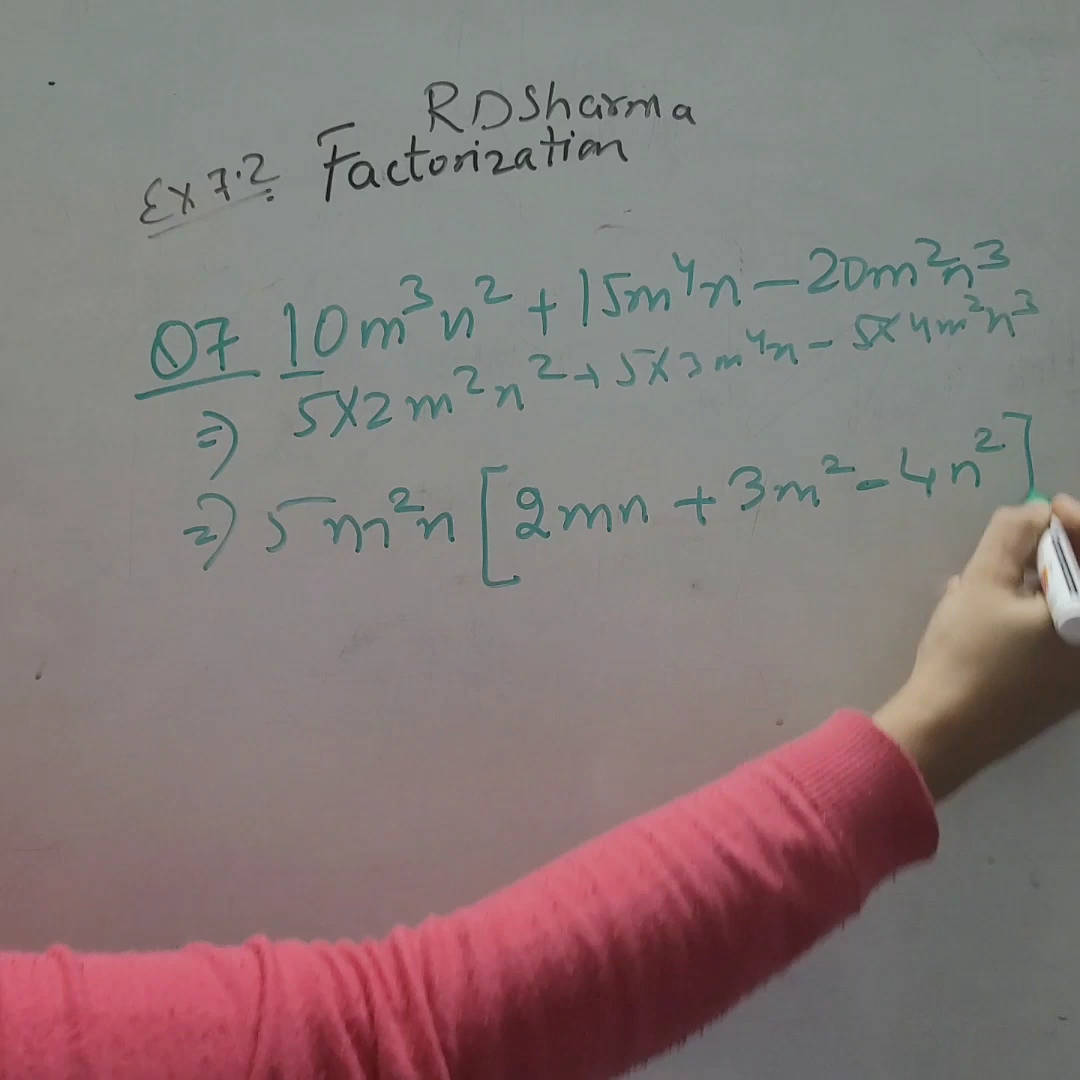 RDSharma
Ex 7.2 Factorization
Q7 10m³n² + 15m⁴n - 20m²n³
⇒ 5×2m²n² + 5×3m⁴n - 5×4m²n³
⇒ 5m²n [2mn + 3m² - 4n²]